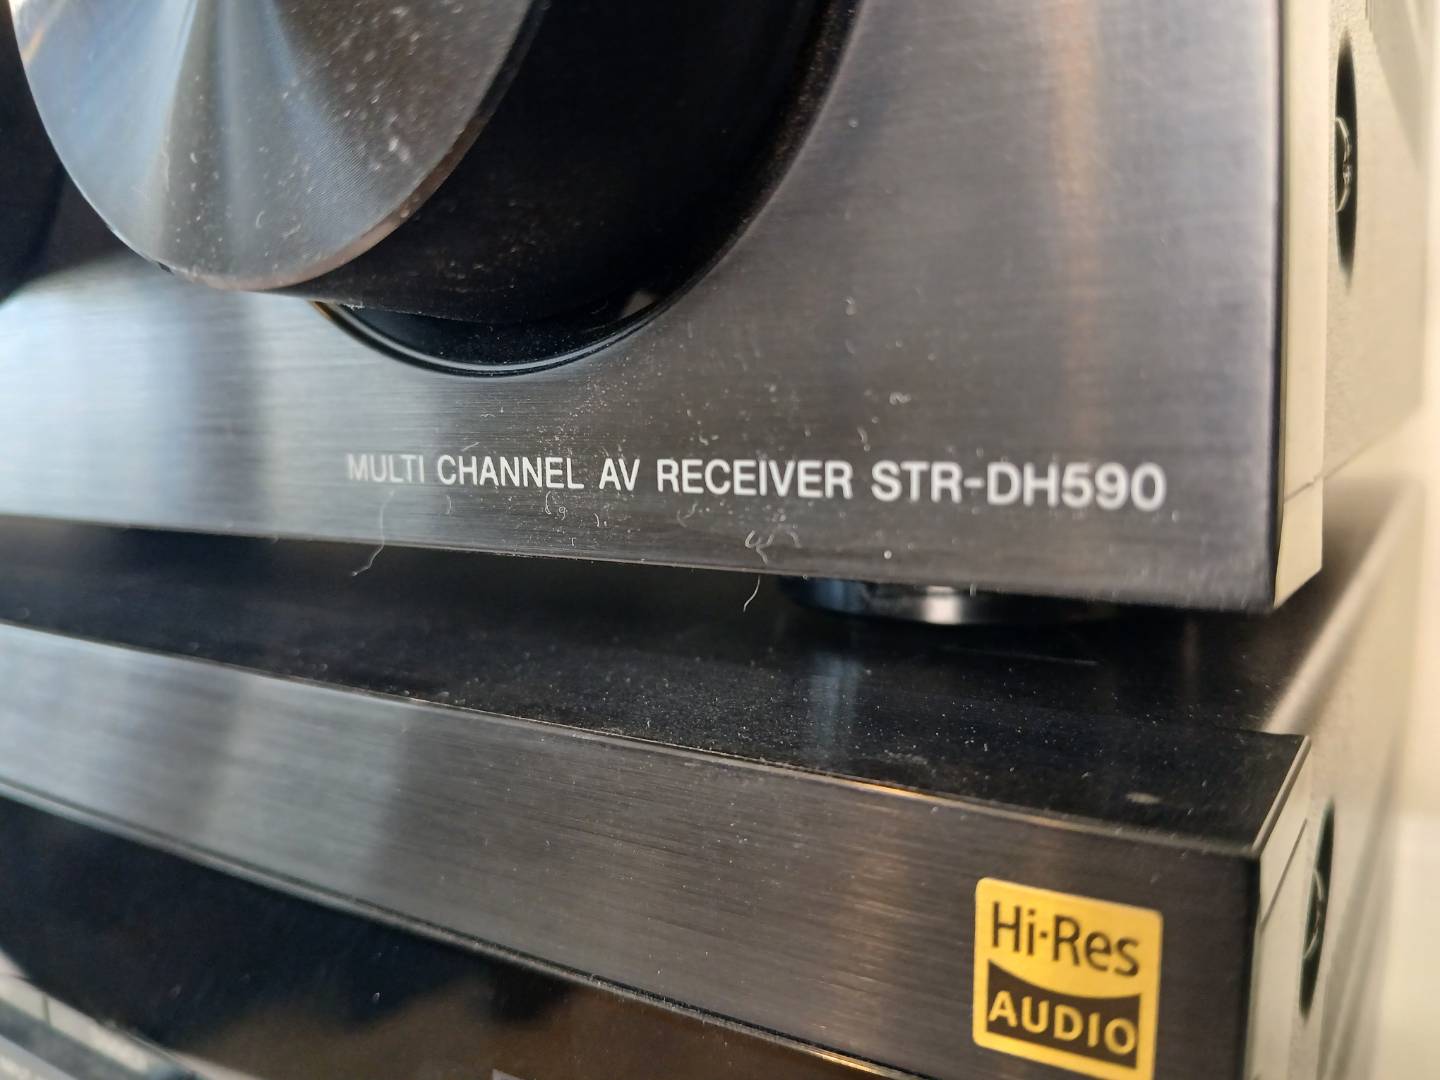 MULTI CHANNEL AV RECEIVER STR-DH590
Hi-Res
AUDIO